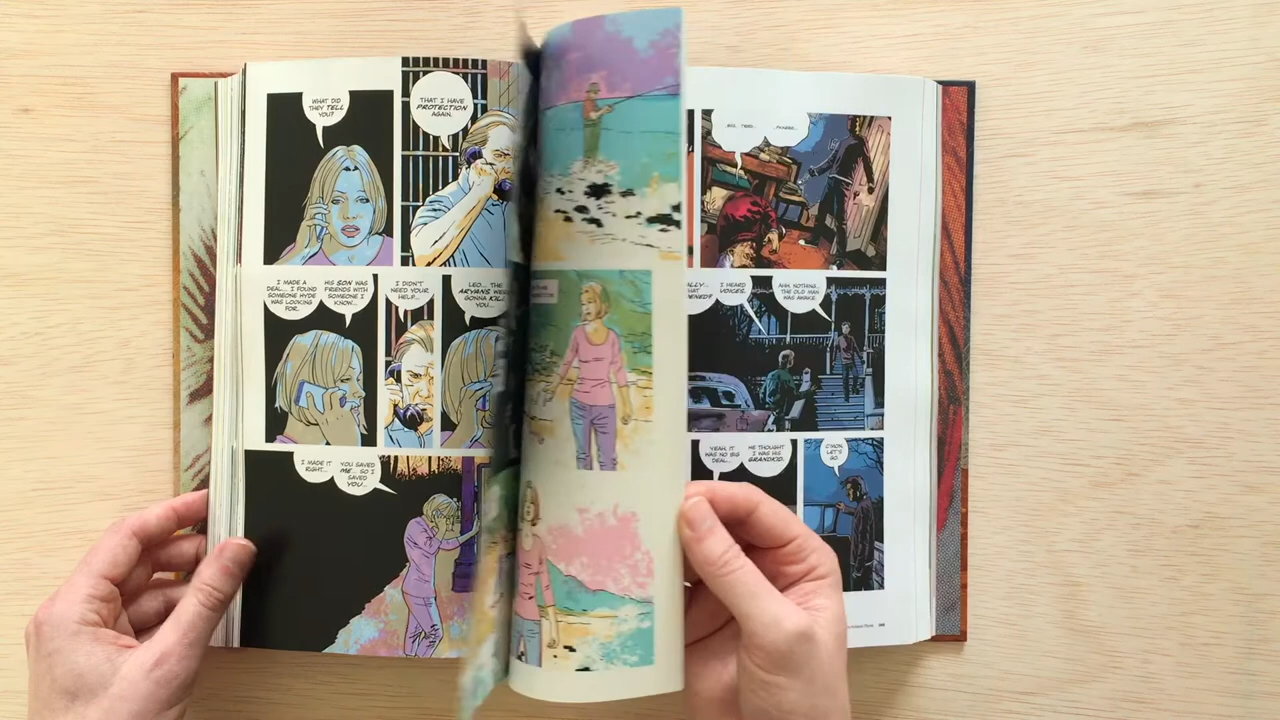 WHAT DID
THEY TELL
YOU?
THAT I HAVE
PROTECTION
AGAIN.
I MADE A
DEAL... I FOUND
SOMEONE HYDE
WAS LOOKING
FOR.
HIS SON WAS
FRIENDS WITH
SOMEONE I
KNOW...
I DIDN'T
NEED YOUR
HELP...
LEO... THE
ARYANS
GONNA KILL
YOU...
I MADE IT
RIGHT...
YOU SAVED
ME... SO I
SAVED
YOU...
I HEARD
VOICES.
AHH, NOTHING...
THE OLD MAN
WAS AWAKE.
YEAH, IT
WAS NO BIG
DEAL...
HE THOUGHT
I WAS HIS
GRANDKID.
C'MON,
LET'S
GO.